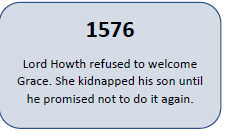 1576
Lord Howth refused to welcome
Grace. She kidnapped his son until
he promised not to do it again.